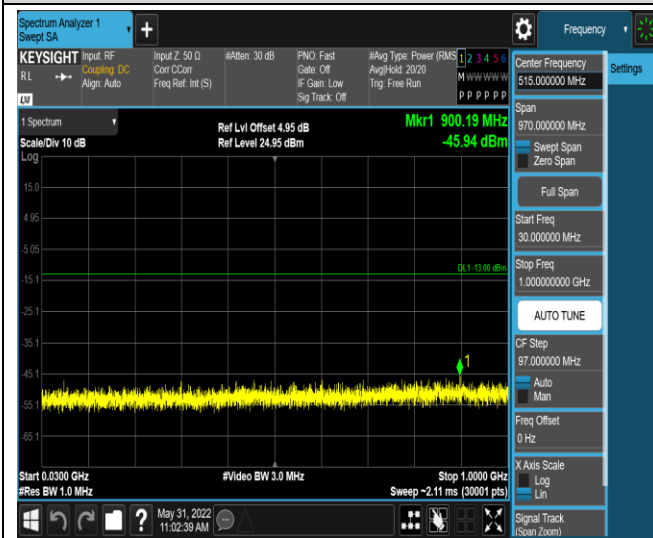 Spectrum Analyzer 1
Swept SA
+
Frequency
KEYSIGHT
RL
LXI
Input: RF
Coupling: DC
Align: Auto
Input Z: 50 Ω
Corr CCorr
Freq Ref: Int (S)
#Atten: 30 dB
PNO: Fast
Gate: Off
IF Gain: Low
Sig Track: Off
#Avg Type: Power (RMS
Avg|Hold: 20/20
Trig: Free Run
1 2 3 4 5 6
M W W W W W
P P P P P P
1 Spectrum
Scale/Div 10 dB
Log
Ref Lvl Offset 4.95 dB
Ref Level 24.95 dBm
Mkr1 900.19 MHz
-45.94 dBm
15.0
4.95
-5.05
DL1 -13.00 dBm
-15.1
-25.1
-35.1
1
-45.1
-55.1
-65.1
Start 0.0300 GHz
#Res BW 1.0 MHz
#Video BW 3.0 MHz
Stop 1.0000 GHz
Sweep ~2.11 ms (30001 pts)
?
May 31, 2022
11:02:39 AM
Center Frequency
515.000000 MHz
Settings
Span
970.000000 MHz
Swept Span
Zero Span
Full Span
Start Freq
30.000000 MHz
Stop Freq
1.000000000 GHz
AUTO TUNE
CF Step
97.000000 MHz
Auto
Man
Freq Offset
0 Hz
X Axis Scale
Log
Lin
Signal Track
(Span Zoom)